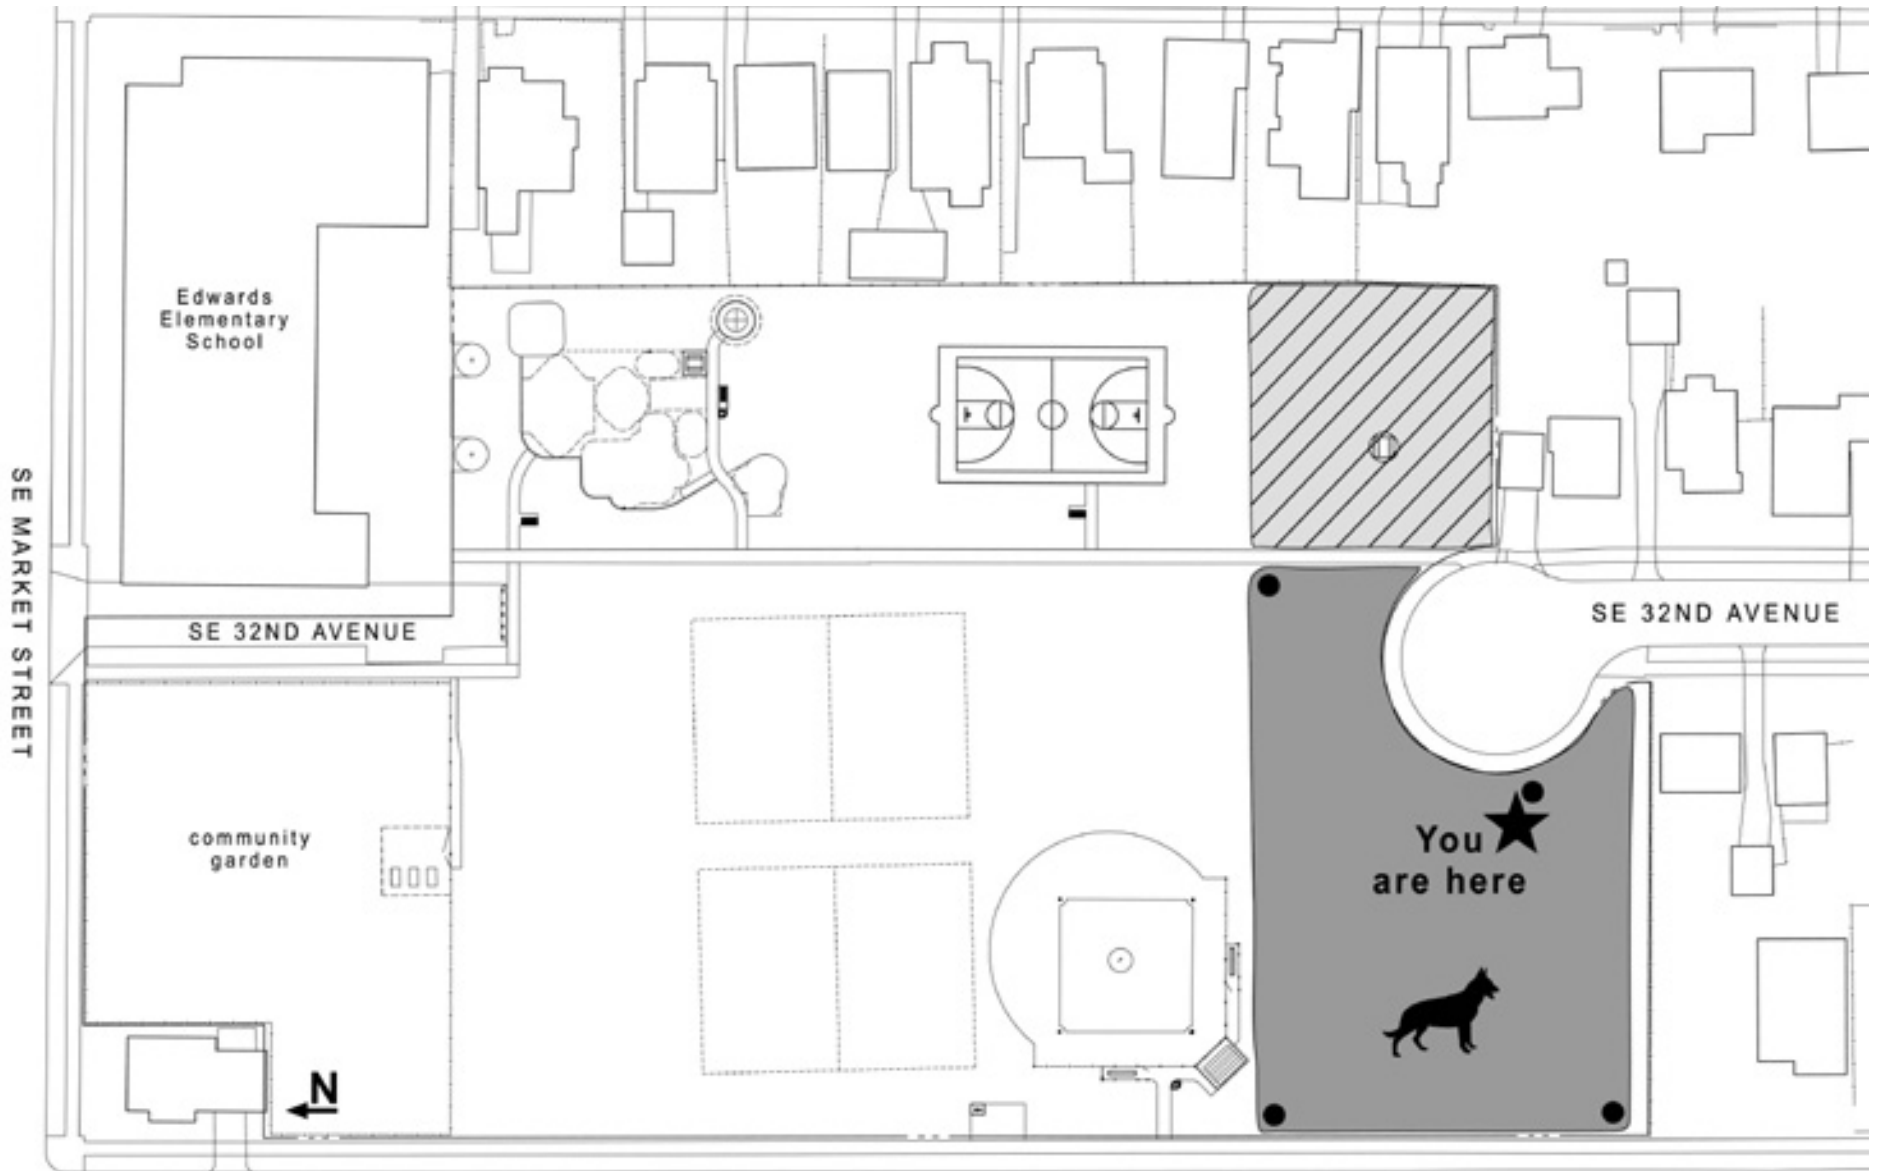 Edwards
Elementary
School
SE MARKET STREET
SE 32ND AVENUE
SE 32ND AVENUE
community
garden
You
are here
N